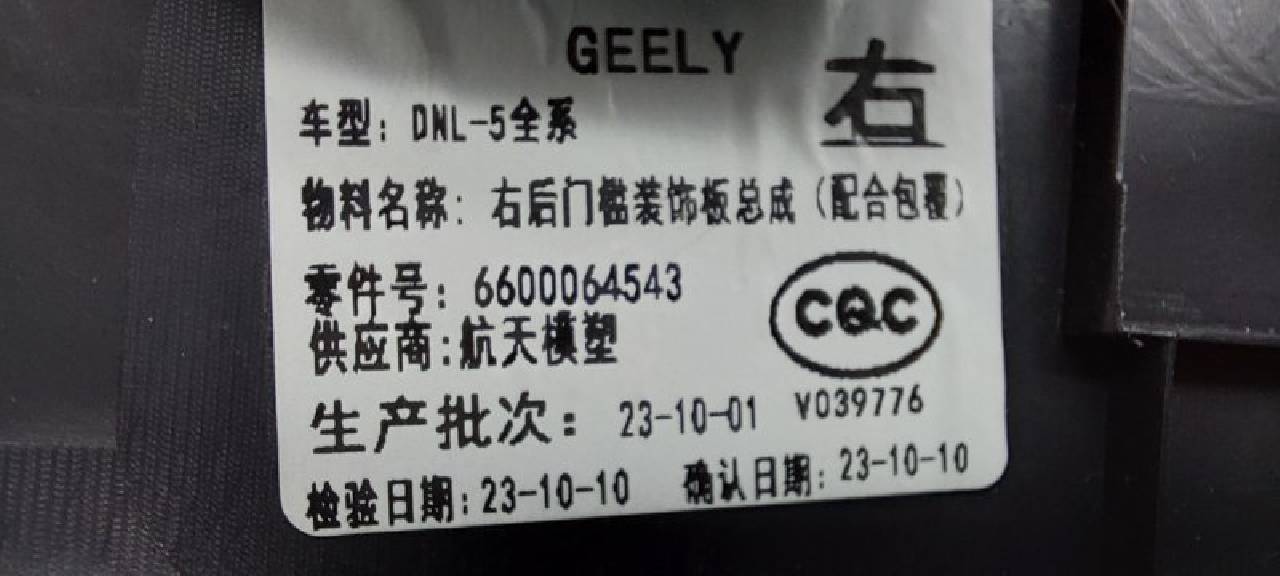 GEELY
右
车型: DNL-5全系
物料名称: 右后门槛装饰板总成 (配合包覆)
零件号: 6600064543
供应商:航天模塑
CQC
生产批次: 23-10-01 V039776
检验日期:23-10-10 确认日期:23-10-10